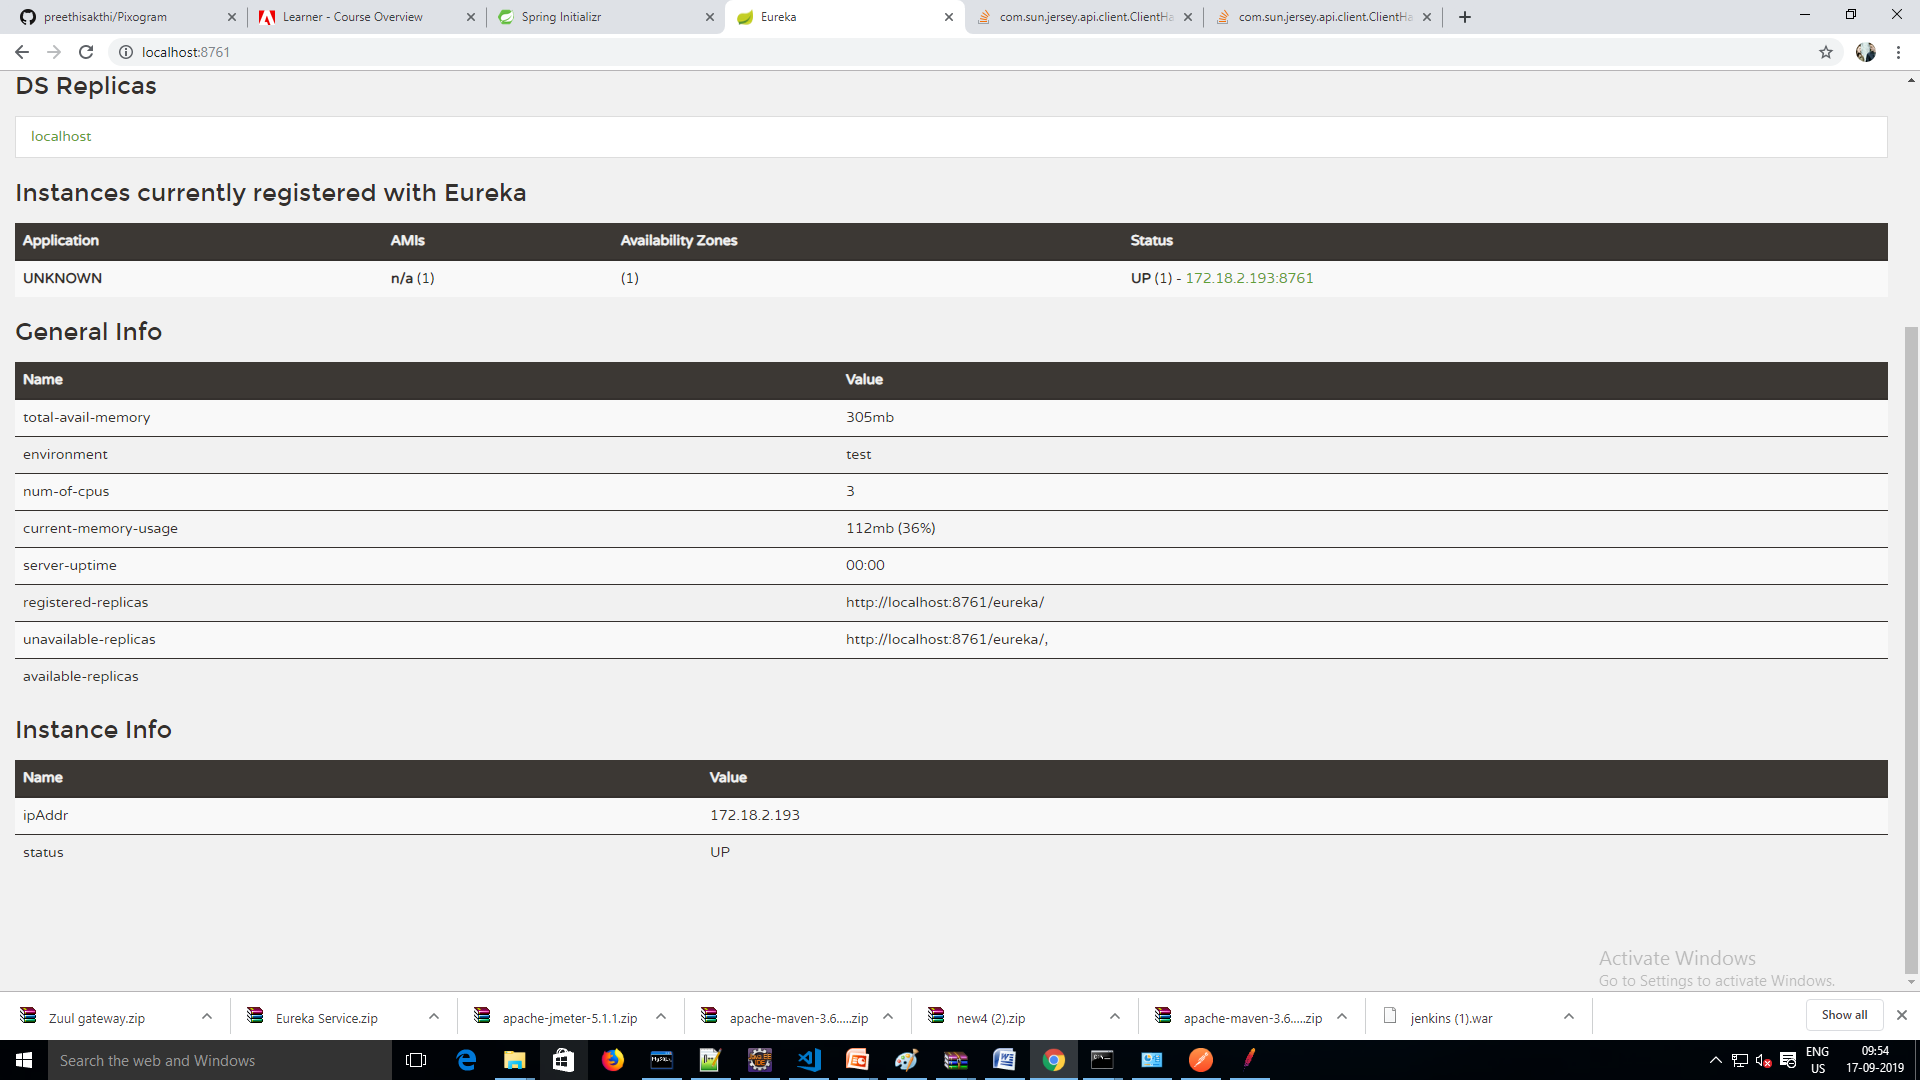 preethisakthi/Pixogram
Learner - Course Overview
Spring Initializr
Eureka
com.sun.jersey.api.client.ClientHa
com.sun.jersey.api.client.ClientHa
localhost:8761
DS Replicas
localhost
Instances currently registered with Eureka
Application AMIs Availability Zones Status
UNKNOWN n/a (1) (1) UP (1) - 172.18.2.193:8761
General Info
Name Value
total-avail-memory 305mb
environment test
num-of-cpus 3
current-memory-usage 112mb (36%)
server-uptime 00:00
registered-replicas http://localhost:8761/eureka/
unavailable-replicas http://localhost:8761/eureka/,
available-replicas
Instance Info
Name Value
ipAddr 172.18.2.193
status UP
Activate Windows
Go to Settings to activate Windows.
Zuul gateway.zip
Eureka Service.zip
apache-jmeter-5.1.1.zip
apache-maven-3.6.....zip
new4 (2).zip
apache-maven-3.6.....zip
jenkins (1).war
Show all
Search the web and Windows
ENG
US
09:54
17-09-2019